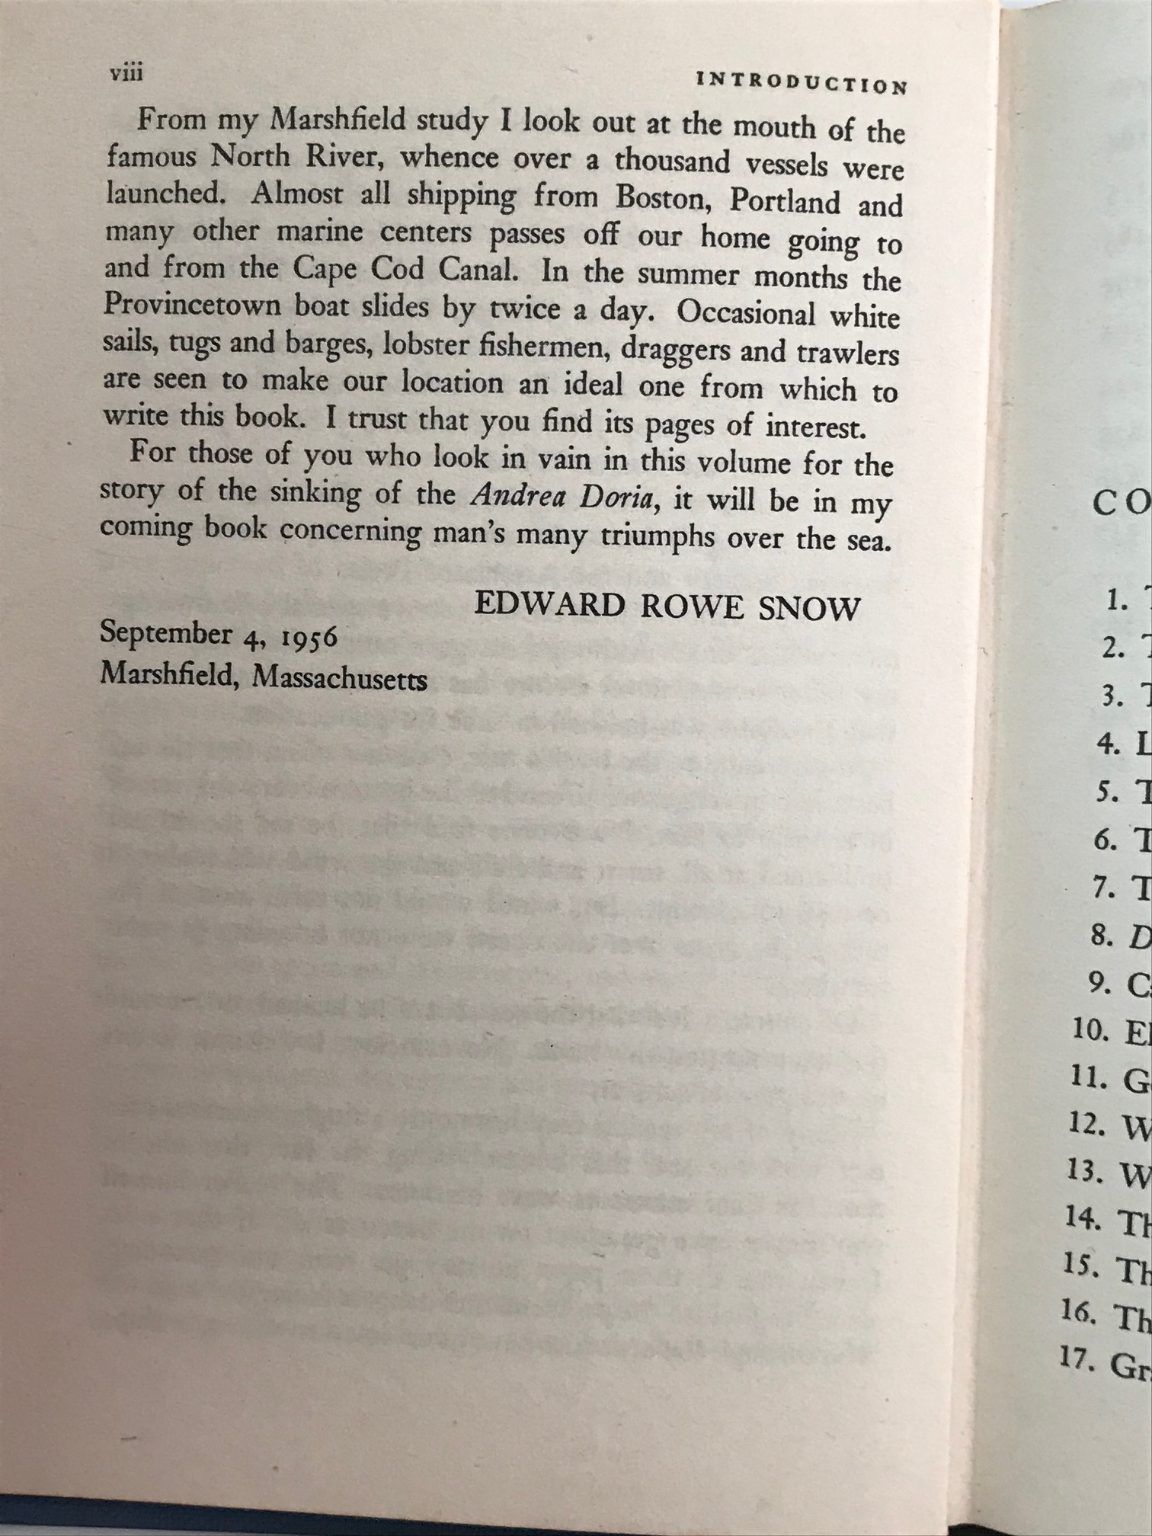 viii
INTRODUCTION
From my Marshfield study I look out at the mouth of the
famous North River, whence over a thousand vessels were
launched. Almost all shipping from Boston, Portland and
many other marine centers passes off our home going to
and from the Cape Cod Canal. In the summer months the
Provincetown boat slides by twice a day. Occasional white
sails, tugs and barges, lobster fishermen, draggers and trawlers
are seen to make our location an ideal one from which to
write this book. I trust that you find its pages of interest.
For those of you who look in vain in this volume for the
story of the sinking of the Andrea Doria, it will be in my
coming book concerning man's many triumphs over the sea.
EDWARD ROWE SNOW
September 4, 1956
Marshfield, Massachusetts
CO
1. T
2. T
3. T
4. L
5. T
6. T
7. T
8. D
9. C
10. El
11. G
12. W
13. W
14. Th
15. Th
16. Th
17. Gr